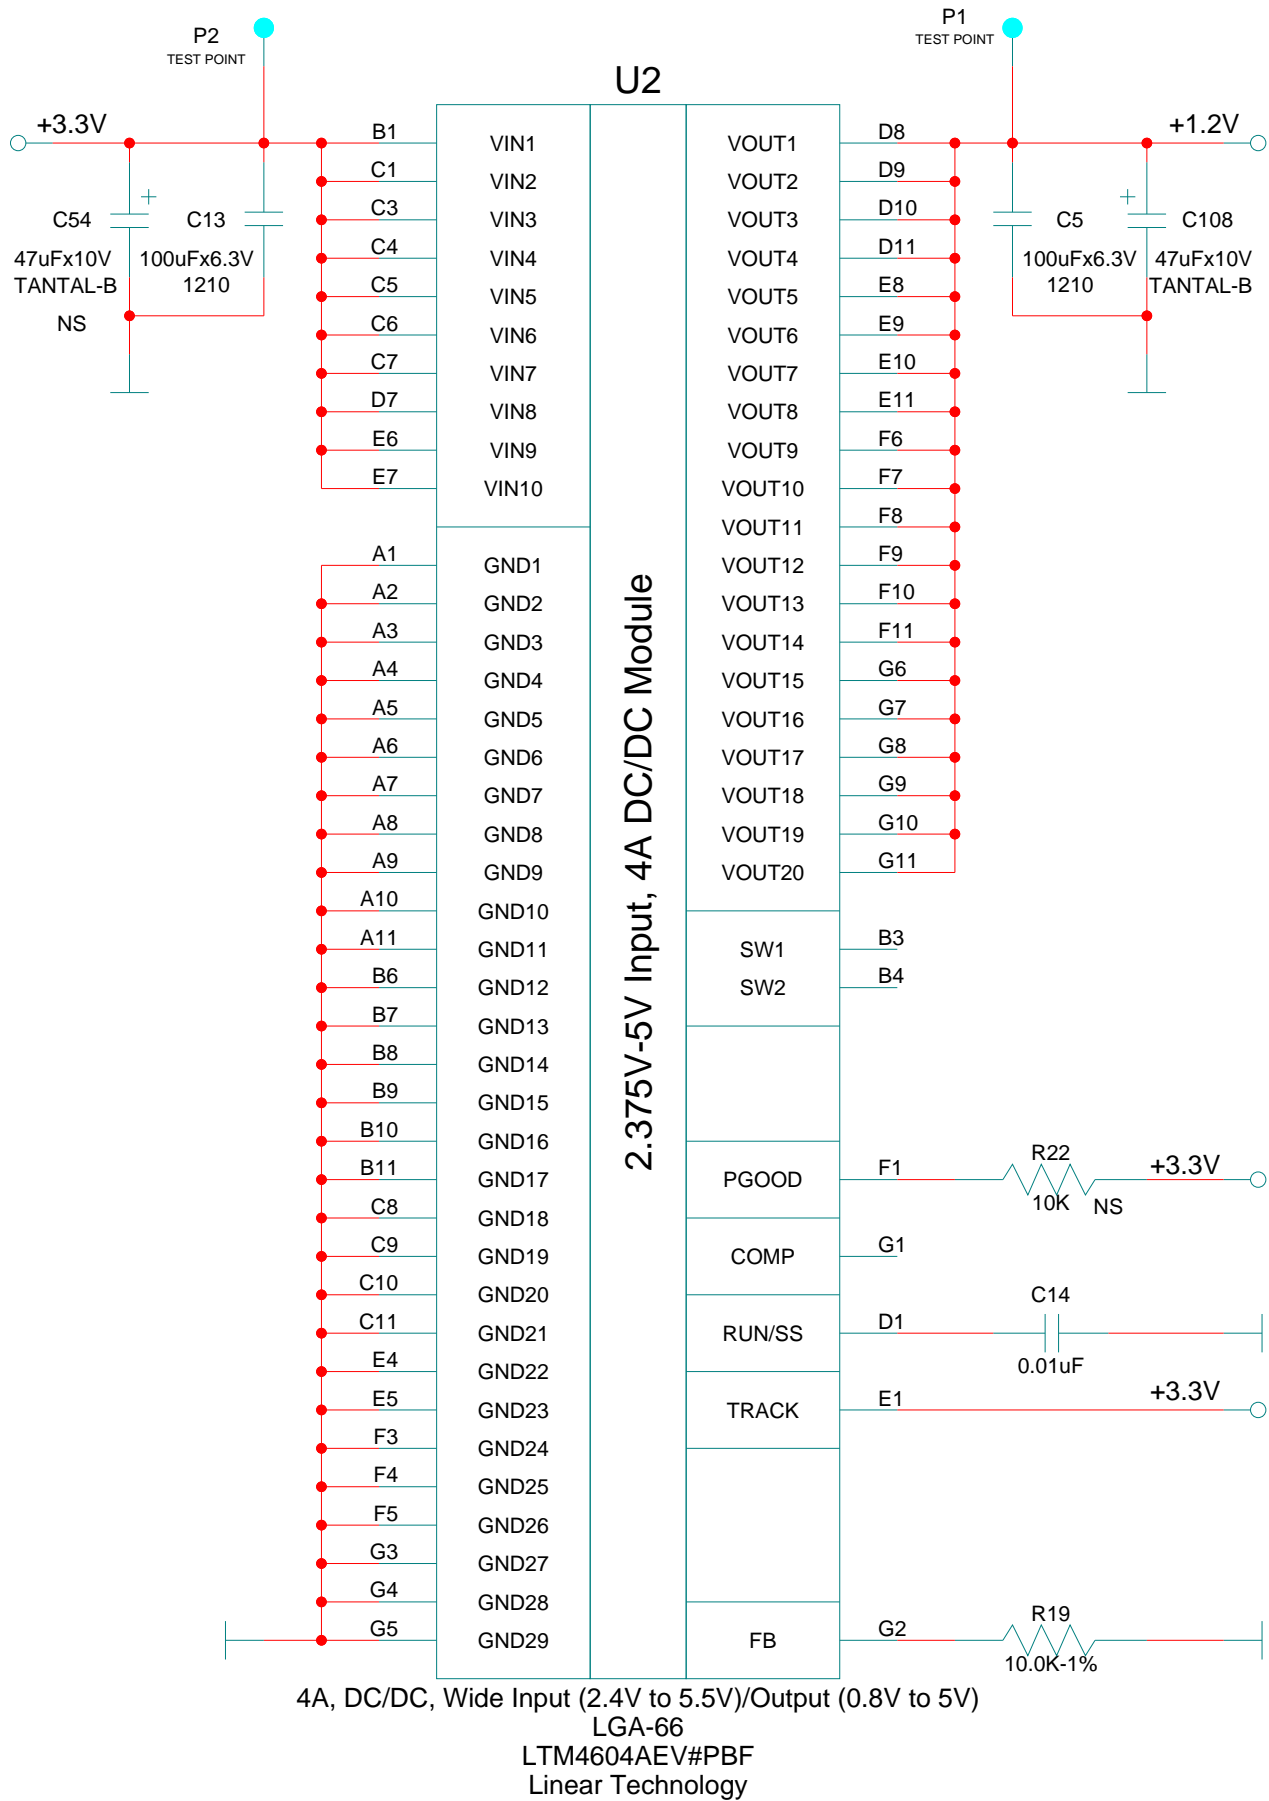 P2
TEST POINT
P1
TEST POINT
U2
+3.3V
+1.2V
B1 VIN1 VOUT1 D8
C1 VIN2 VOUT2 D9
C3 VIN3 VOUT3 D10
C4 VIN4 VOUT4 D11
C5 VIN5 VOUT5 E8
C6 VIN6 VOUT6 E9
C7 VIN7 VOUT7 E10
D7 VIN8 VOUT8 E11
E6 VIN9 VOUT9 F6
E7 VIN10 VOUT10 F7
VOUT11 F8
A1 GND1 VOUT12 F9
A2 GND2 VOUT13 F10
A3 GND3 VOUT14 F11
A4 GND4 VOUT15 G6
A5 GND5 VOUT16 G7
A6 GND6 VOUT17 G8
A7 GND7 VOUT18 G9
A8 GND8 VOUT19 G10
A9 GND9 VOUT20 G11
A10 GND10
A11 GND11 SW1 B3
B6 GND12 SW2 B4
B7 GND13
B8 GND14
B9 GND15
B10 GND16
B11 GND17 PGOOD F1
C8 GND18
C9 GND19 COMP G1
C10 GND20
C11 GND21 RUN/SS D1
E4 GND22
E5 GND23 TRACK E1
F3 GND24
F4 GND25
F5 GND26
G3 GND27
G4 GND28
G5 GND29 FB G2
+
C54
47uFx10V
TANTAL-B
NS
C13
100uFx6.3V
1210
C5
100uFx6.3V
1210
+
C108
47uFx10V
TANTAL-B
2.375V-5V Input, 4A DC/DC Module
R22
10K
NS
+3.3V
C14
0.01uF
+3.3V
R19
10.0K-1%
4A, DC/DC, Wide Input (2.4V to 5.5V)/Output (0.8V to 5V)
LGA-66
LTM4604AEV#PBF
Linear Technology